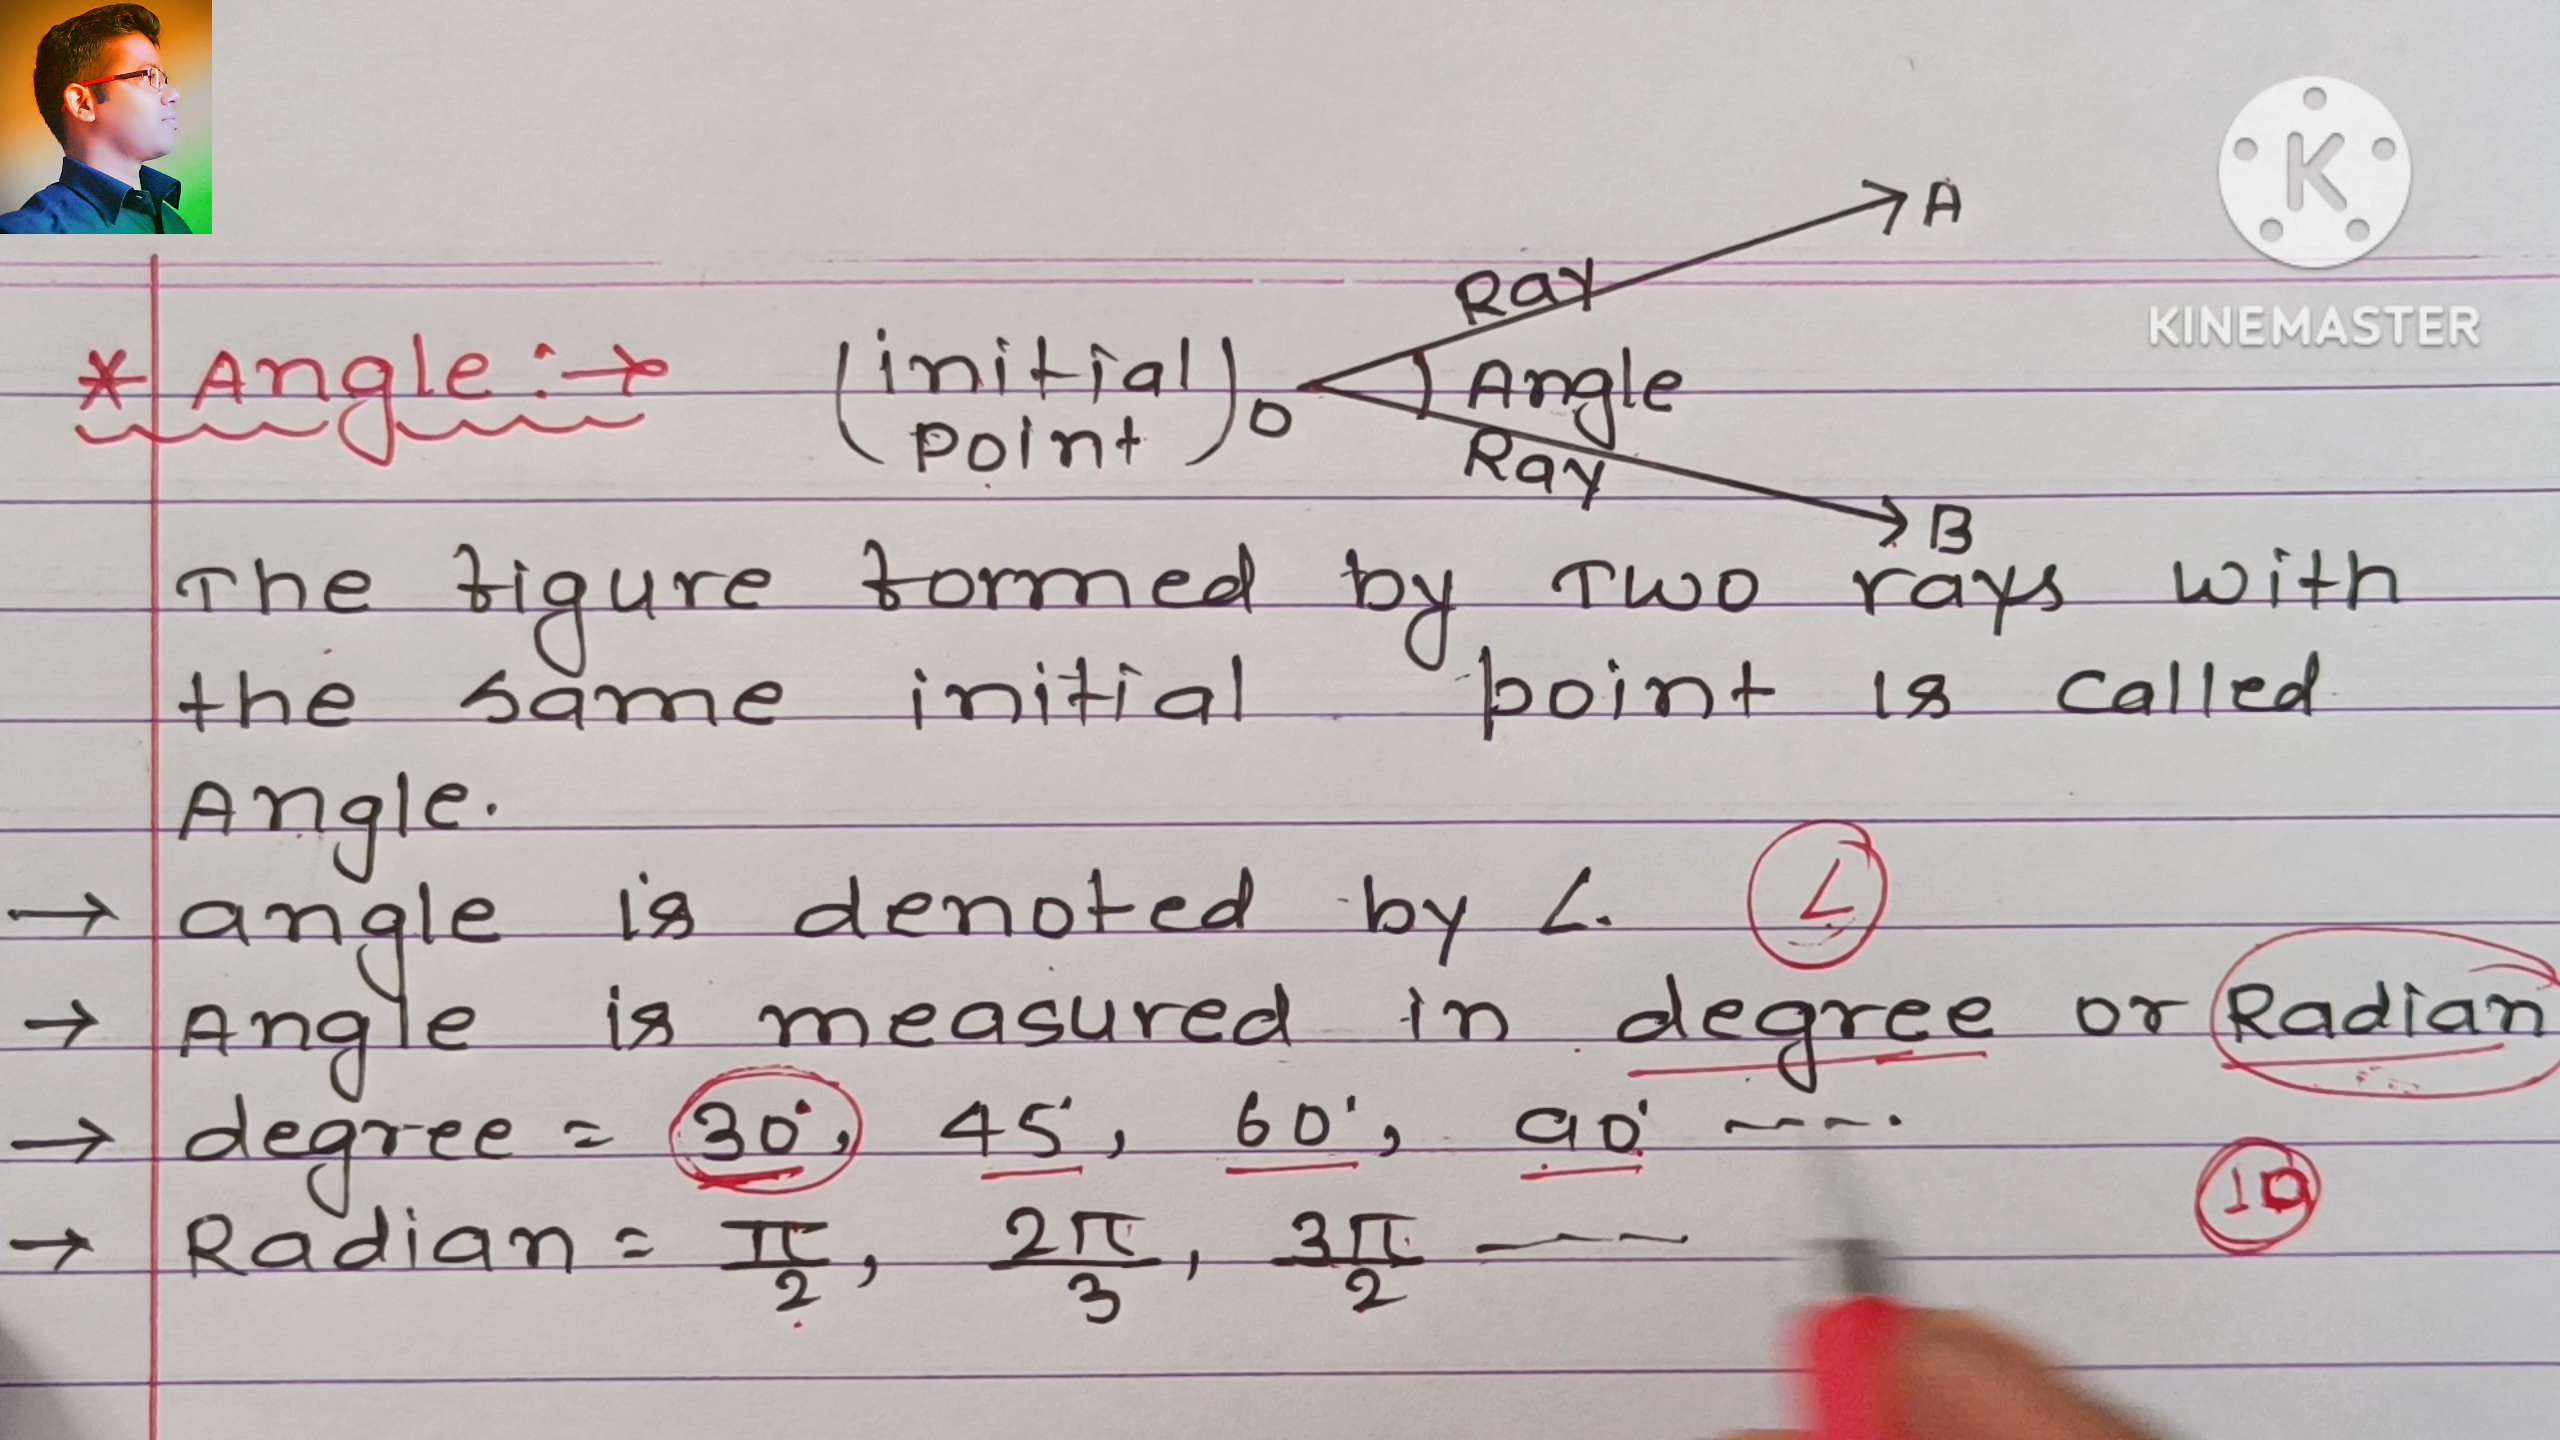 A
Ray
KINEMASTER
* Angle :→ (initial point) O Angle
Ray
B
The figure formed by Two rays with
the same initial point is called
Angle.
→ angle is denoted by ∠. ∠
→ Angle is measured in degree or Radian
→ degree = 30°, 45°, 60°, 90° ----.
→ Radian = π/2, 2π/3, 3π/2 ---